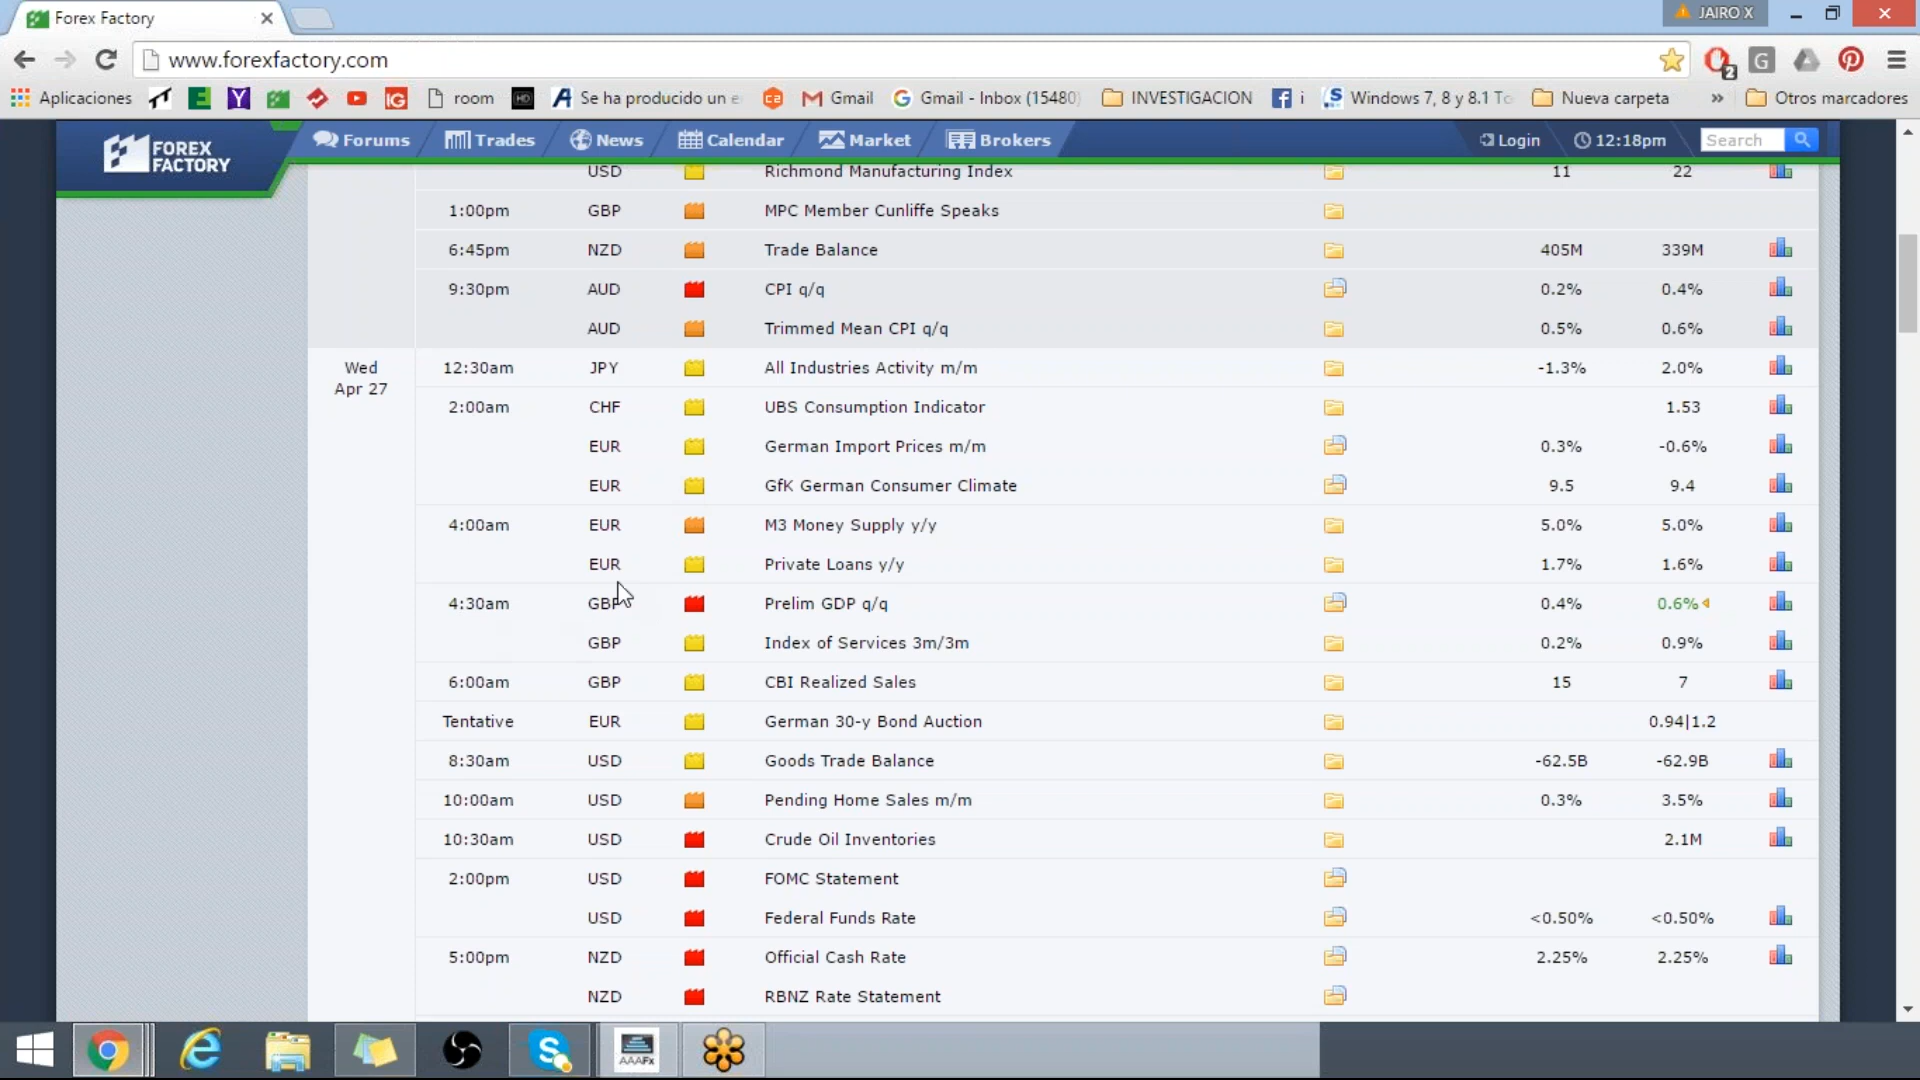 Forex Factory
JAIRO X
www.forexfactory.com
2
G
Aplicaciones
IG
room
HD
Se ha producido un e
Gmail
Gmail - Inbox (15480)
INVESTIGACION
i
Windows 7, 8 y 8.1 To
Nueva carpeta
»
Otros marcadores
FOREX
FACTORY
Forums
Trades
News
Calendar
Market
Brokers
Login
12:18pm
Search
USD Richmond Manufacturing Index 11 22
1:00pm GBP MPC Member Cunliffe Speaks
6:45pm NZD Trade Balance 405M 339M
9:30pm AUD CPI q/q 0.2% 0.4%
AUD Trimmed Mean CPI q/q 0.5% 0.6%
Wed
Apr 27
12:30am JPY All Industries Activity m/m -1.3% 2.0%
2:00am CHF UBS Consumption Indicator 1.53
EUR German Import Prices m/m 0.3% -0.6%
EUR GfK German Consumer Climate 9.5 9.4
4:00am EUR M3 Money Supply y/y 5.0% 5.0%
EUR Private Loans y/y 1.7% 1.6%
4:30am GBP Prelim GDP q/q 0.4% 0.6%
GBP Index of Services 3m/3m 0.2% 0.9%
6:00am GBP CBI Realized Sales 15 7
Tentative EUR German 30-y Bond Auction 0.94|1.2
8:30am USD Goods Trade Balance -62.5B -62.9B
10:00am USD Pending Home Sales m/m 0.3% 3.5%
10:30am USD Crude Oil Inventories 2.1M
2:00pm USD FOMC Statement
USD Federal Funds Rate <0.50% <0.50%
5:00pm NZD Official Cash Rate 2.25% 2.25%
NZD RBNZ Rate Statement
AAAFx